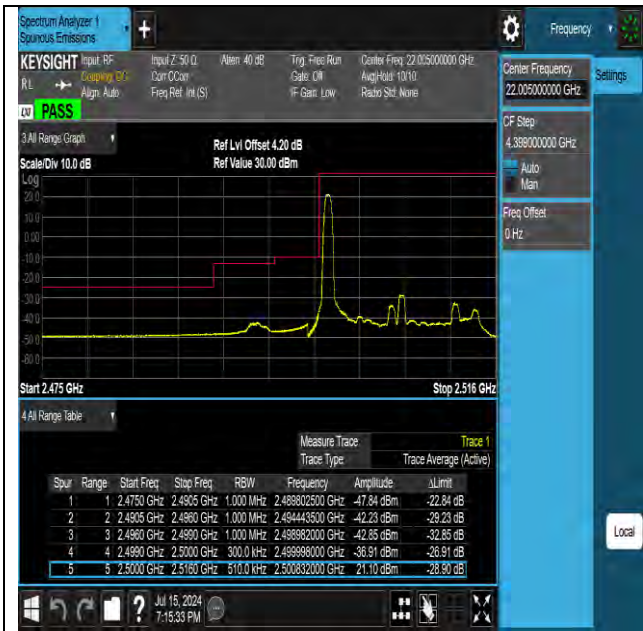 Spectrum Analyzer 1
Spurious Emissions
Frequency
KEYSIGHT Input: RF Input Z: 50 Ω Atten: 40 dB Trig: Free Run Center Freq: 22.005000000 GHz
RL Coupling: DC Corr CCorr Gate: Off Avg|Hold: 10/10
Align: Auto Freq Ref: Int (S) IF Gain: Low Radio Std: None
LXI PASS
Center Frequency
22.005000000 GHz
Settings
CF Step
4.399000000 GHz
Auto
Man
Freq Offset
0 Hz
3 All Range Graph
Ref Lvl Offset 4.20 dB
Scale/Div 10.0 dB Ref Value 30.00 dBm
Log
20.0
10.0
0.00
-10.0
-20.0
-30.0
-40.0
-50.0
-60.0
Start 2.475 GHz Stop 2.516 GHz
4 All Range Table
Measure Trace Trace 1
Trace Type Trace Average (Active)
Spur Range Start Freq Stop Freq RBW Frequency Amplitude ΔLimit
1 1 2.4750 GHz 2.4905 GHz 1.000 MHz 2.489802500 GHz -47.84 dBm -22.84 dB
2 2 2.4905 GHz 2.4960 GHz 1.000 MHz 2.494443500 GHz -42.23 dBm -29.23 dB
3 3 2.4960 GHz 2.4990 GHz 1.000 MHz 2.498982000 GHz -42.85 dBm -32.85 dB
4 4 2.4990 GHz 2.5000 GHz 300.0 kHz 2.499998000 GHz -36.91 dBm -26.91 dB
5 5 2.5000 GHz 2.5160 GHz 510.0 kHz 2.500832000 GHz 21.10 dBm -28.90 dB
Local
Jul 15, 2024
7:15:33 PM